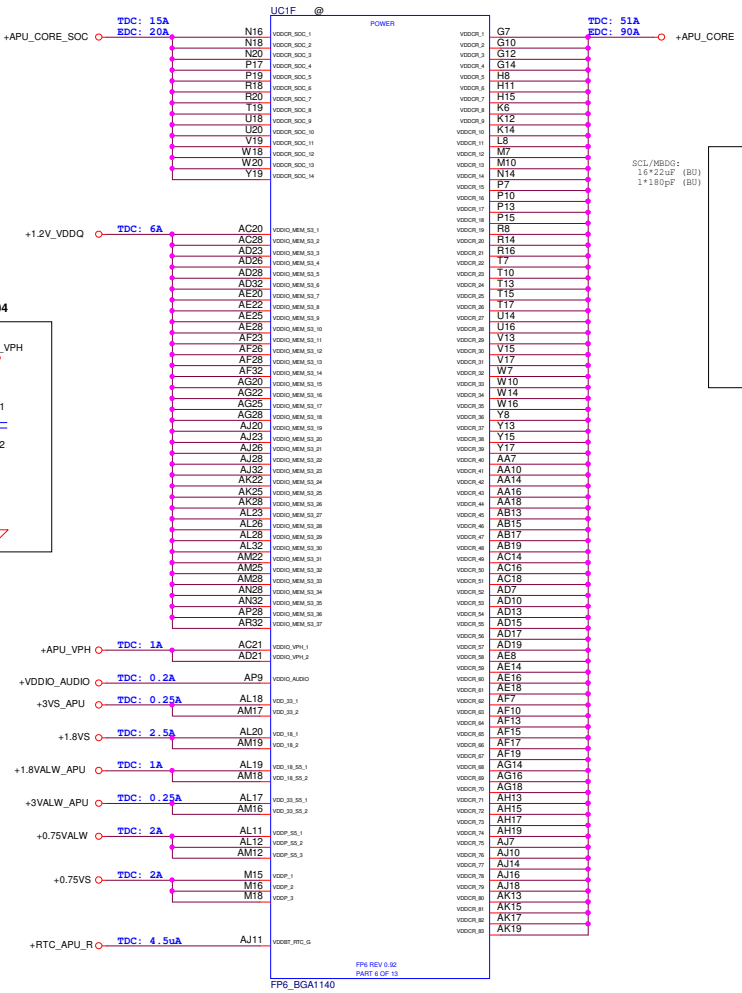 UC1F @
POWER
TDC: 15A
EDC: 20A
+APU_CORE_SOC
N16 VDDCR_SOC_1
N18 VDDCR_SOC_2
N20 VDDCR_SOC_3
P17 VDDCR_SOC_4
P19 VDDCR_SOC_5
R18 VDDCR_SOC_6
R20 VDDCR_SOC_7
T19 VDDCR_SOC_8
U18 VDDCR_SOC_9
U20 VDDCR_SOC_10
V19 VDDCR_SOC_11
W18 VDDCR_SOC_12
W20 VDDCR_SOC_13
Y19 VDDCR_SOC_14
+1.2V_VDDQ
TDC: 6A
AC20 VDDIO_MEM_S3_1
AC28 VDDIO_MEM_S3_2
AD23 VDDIO_MEM_S3_3
AD26 VDDIO_MEM_S3_4
AD28 VDDIO_MEM_S3_5
AD32 VDDIO_MEM_S3_6
AE20 VDDIO_MEM_S3_7
AE22 VDDIO_MEM_S3_8
AE25 VDDIO_MEM_S3_9
AE28 VDDIO_MEM_S3_10
AF23 VDDIO_MEM_S3_11
AF26 VDDIO_MEM_S3_12
AF28 VDDIO_MEM_S3_13
AF32 VDDIO_MEM_S3_14
AG20 VDDIO_MEM_S3_15
AG22 VDDIO_MEM_S3_16
AG25 VDDIO_MEM_S3_17
AG28 VDDIO_MEM_S3_18
AJ20 VDDIO_MEM_S3_19
AJ23 VDDIO_MEM_S3_20
AJ26 VDDIO_MEM_S3_21
AJ28 VDDIO_MEM_S3_22
AJ32 VDDIO_MEM_S3_23
AK22 VDDIO_MEM_S3_24
AK25 VDDIO_MEM_S3_25
AK28 VDDIO_MEM_S3_26
AL23 VDDIO_MEM_S3_27
AL26 VDDIO_MEM_S3_28
AL28 VDDIO_MEM_S3_29
AL32 VDDIO_MEM_S3_30
AM22 VDDIO_MEM_S3_31
AM25 VDDIO_MEM_S3_32
AM28 VDDIO_MEM_S3_33
AN28 VDDIO_MEM_S3_34
AN32 VDDIO_MEM_S3_35
AP28 VDDIO_MEM_S3_36
AR32 VDDIO_MEM_S3_37
04
_VPH
1
2
+APU_VPH
TDC: 1A
AC21 VDDIO_VPH_1
AD21 VDDIO_VPH_2
+VDDIO_AUDIO
TDC: 0.2A
AP9 VDDIO_AUDIO
+3VS_APU
TDC: 0.25A
AL18 VDD_33_1
AM17 VDD_33_2
+1.8VS
TDC: 2.5A
AL20 VDD_18_1
AM19 VDD_18_2
+1.8VALW_APU
TDC: 1A
AL19 VDD_18_S5_1
AM18 VDD_18_S5_2
+3VALW_APU
TDC: 0.25A
AL17 VDD_33_S5_1
AM16 VDD_33_S5_2
+0.75VALW
TDC: 2A
AL11 VDDP_S5_1
AL12 VDDP_S5_2
AM12 VDDP_S5_3
+0.75VS
TDC: 2A
M15 VDDP_1
M16 VDDP_2
M18 VDDP_3
+RTC_APU_R
TDC: 4.5uA
AJ11 VDDBT_RTC_G
TDC: 51A
EDC: 90A
+APU_CORE
VDDCR_1 G7
VDDCR_2 G10
VDDCR_3 G12
VDDCR_4 G14
VDDCR_5 H8
VDDCR_6 H11
VDDCR_7 H15
VDDCR_8 K6
VDDCR_9 K12
VDDCR_10 K14
VDDCR_11 L8
VDDCR_12 M7
VDDCR_13 M10
VDDCR_14 N14
VDDCR_15 P7
VDDCR_16 P10
VDDCR_17 P13
VDDCR_18 P15
VDDCR_19 R8
VDDCR_20 R14
VDDCR_21 R16
VDDCR_22 T7
VDDCR_23 T10
VDDCR_24 T13
VDDCR_25 T15
VDDCR_26 T17
VDDCR_27 U14
VDDCR_28 U16
VDDCR_29 V13
VDDCR_30 V15
VDDCR_31 V17
VDDCR_32 W7
VDDCR_33 W10
VDDCR_34 W14
VDDCR_35 W16
VDDCR_36 Y8
VDDCR_37 Y13
VDDCR_38 Y15
VDDCR_39 Y17
VDDCR_40 AA7
VDDCR_41 AA10
VDDCR_42 AA14
VDDCR_43 AA16
VDDCR_44 AA18
VDDCR_45 AB13
VDDCR_46 AB15
VDDCR_47 AB17
VDDCR_48 AB19
VDDCR_49 AC14
VDDCR_50 AC16
VDDCR_51 AC18
VDDCR_52 AD7
VDDCR_53 AD10
VDDCR_54 AD13
VDDCR_55 AD15
VDDCR_56 AD17
VDDCR_57 AD19
VDDCR_58 AE8
VDDCR_59 AE14
VDDCR_60 AE16
VDDCR_61 AE18
VDDCR_62 AF7
VDDCR_63 AF10
VDDCR_64 AF13
VDDCR_65 AF15
VDDCR_66 AF17
VDDCR_67 AF19
VDDCR_68 AG14
VDDCR_69 AG16
VDDCR_70 AG18
VDDCR_71 AH13
VDDCR_72 AH15
VDDCR_73 AH17
VDDCR_74 AH19
VDDCR_75 AJ7
VDDCR_76 AJ10
VDDCR_77 AJ14
VDDCR_78 AJ16
VDDCR_79 AJ18
VDDCR_80 AK13
VDDCR_81 AK15
VDDCR_82 AK17
VDDCR_83 AK19
SCL/MBDG:
16*22uF (BU)
1*180pF (BU)
FP6 REV 0.92
PART 6 OF 13
FP6_BGA1140